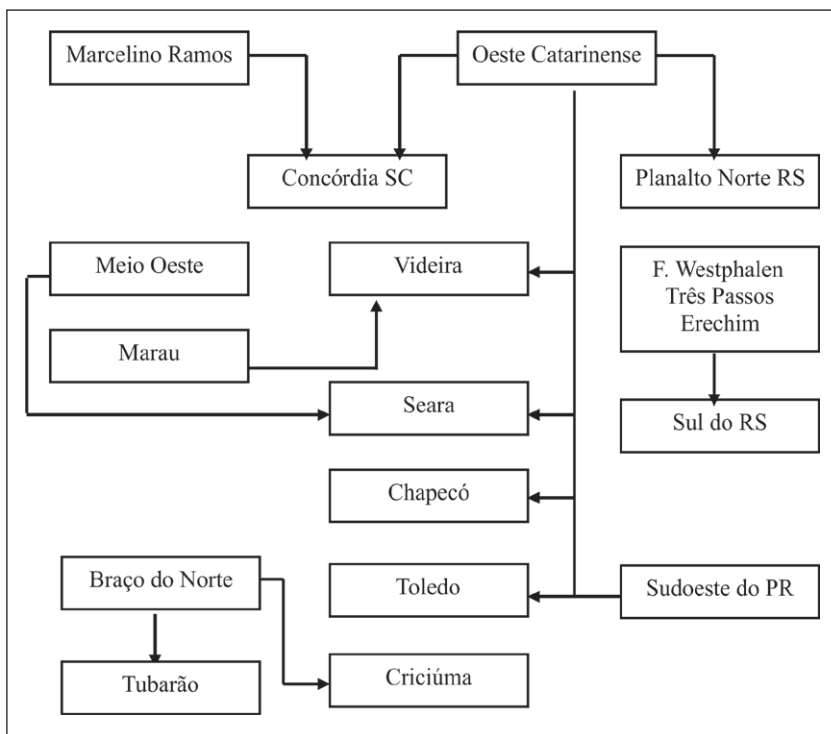 Marcelino Ramos
Oeste Catarinense
Concórdia SC
Planalto Norte RS
Meio Oeste
Videira
F. Westphalen
Três Passos
Erechim
Marau
Seara
Sul do RS
Chapecó
Braço do Norte
Toledo
Sudoeste do PR
Tubarão
Criciúma